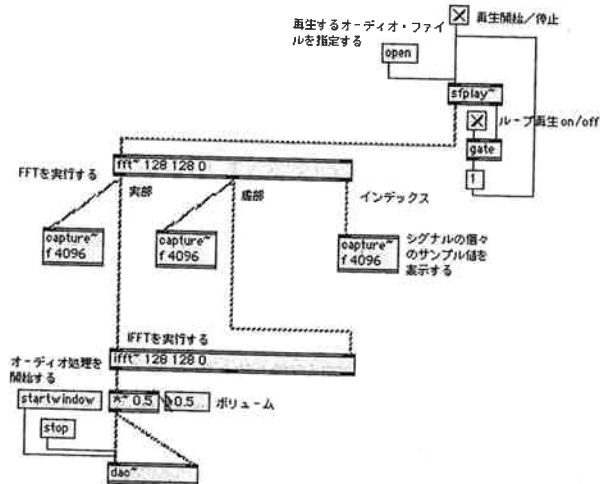 再生するオーディオ・ファイ
ルを指定する
再生開始／停止
open
sfplay~
ループ再生on/off
gate
1
fft~ 128 128 0
FFTを実行する
実部
虚部
インデックス
capture~
f 4096
capture~
f 4096
capture~
f 4096
シグナルの個々
のサンプル値を
表示する
IFFTを実行する
ifft~ 128 128 0
オーディオ処理を
開始する
startwindow
*~ 0.5
0.5
ボリューム
stop
dac~